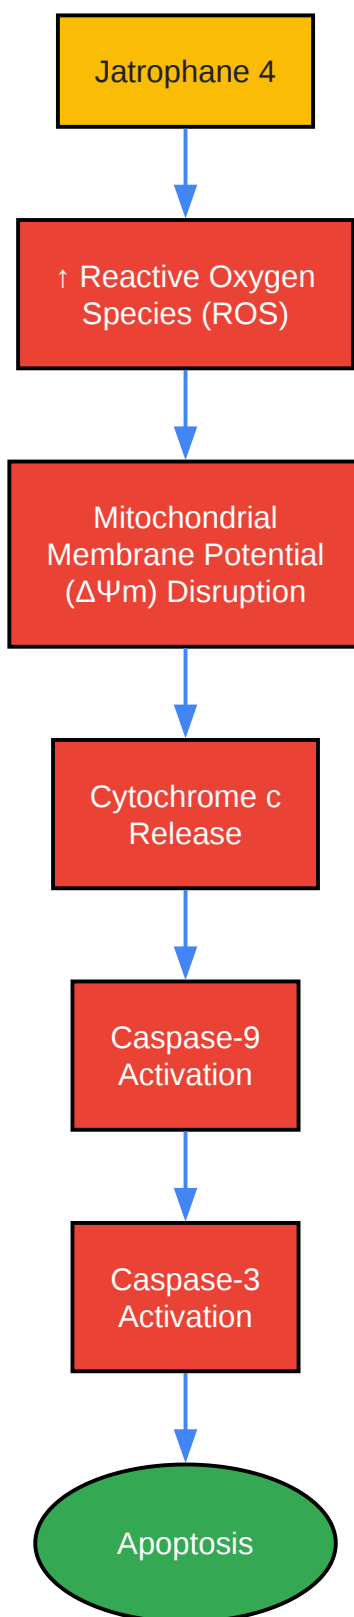 Jatrophane 4
↑ Reactive Oxygen
Species (ROS)
Mitochondrial
Membrane Potential
(ΔΨm) Disruption
Cytochrome c
Release
Caspase-9
Activation
Caspase-3
Activation
Apoptosis